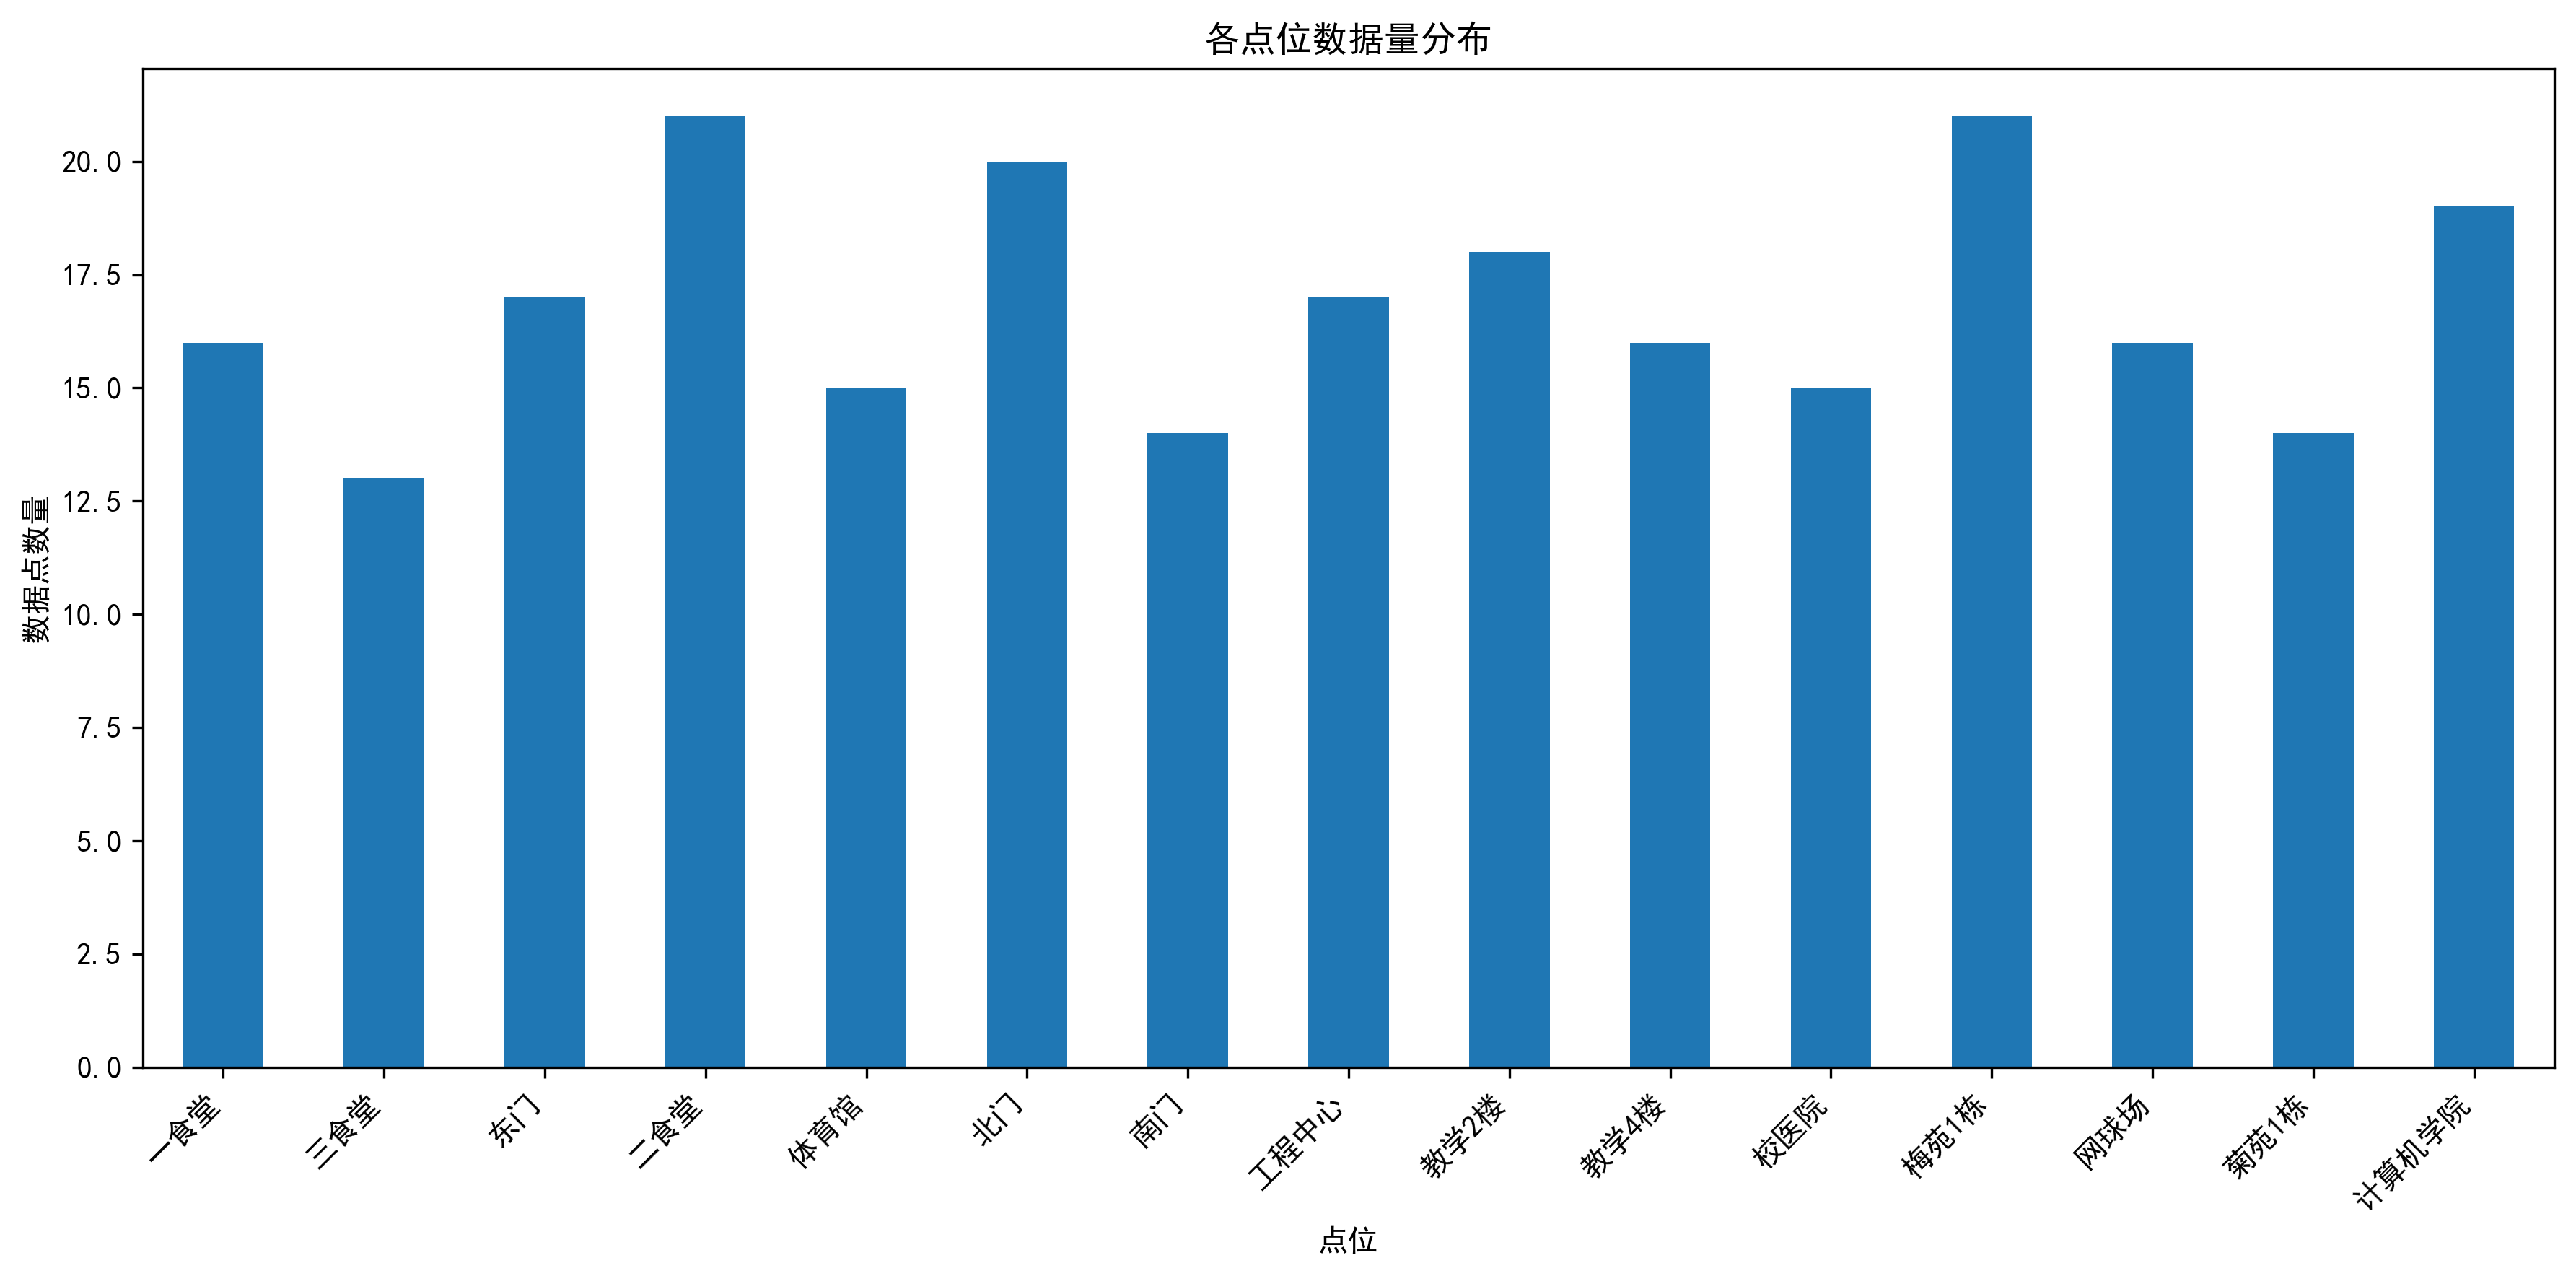 各点位数据量分布
数据点数量
20.0
17.5
15.0
12.5
10.0
7.5
5.0
2.5
0.0
一食堂
三食堂
东门
二食堂
体育馆
北门
南门
工程中心
教学2楼
教学4楼
校医院
梅苑1栋
网球场
菊苑1栋
计算机学院
点位